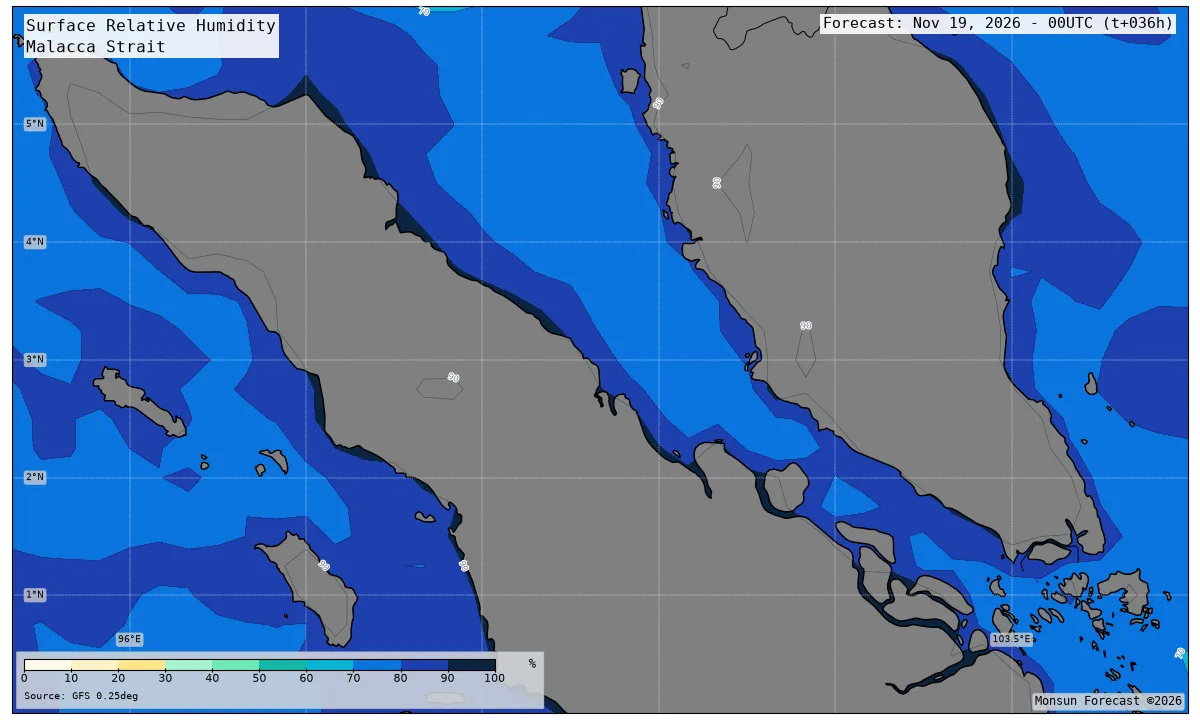 Surface Relative Humidity
Malacca Strait
Forecast: Nov 19, 2026 - 00UTC (t+036h)
70
90
5°N
90
4°N
90
3°N
90
2°N
90
90
1°N
96°E
103.5°E
70
%
0 10 20 30 40 50 60 70 80 90 100
Source: GFS 0.25deg
Monsun Forecast ©2026